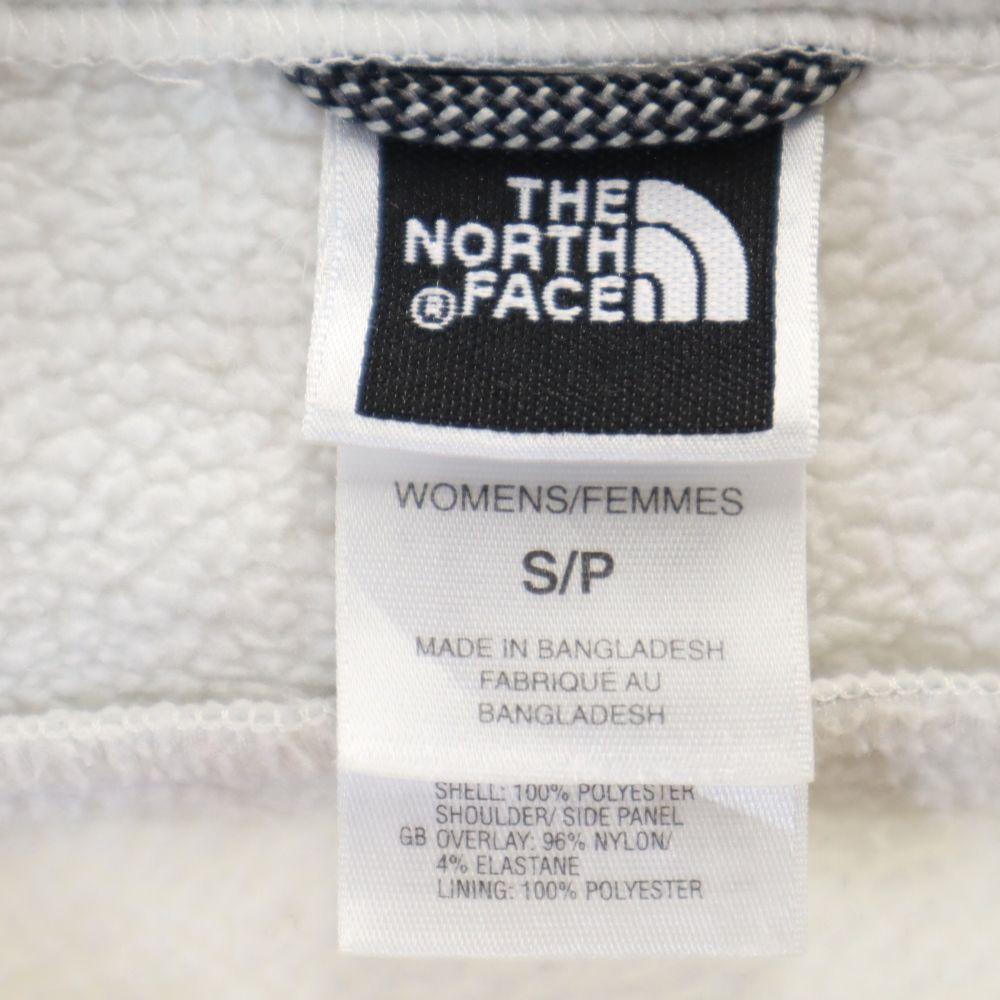 THE
NORTH
® FACE
WOMENS/FEMMES
S/P
MADE IN BANGLADESH
FABRIQUÉ AU
BANGLADESH
SHELL: 100% POLYESTER
SHOULDER/ SIDE PANEL
GB OVERLAY: 96% NYLON/
4% ELASTANE
LINING: 100% POLYESTER